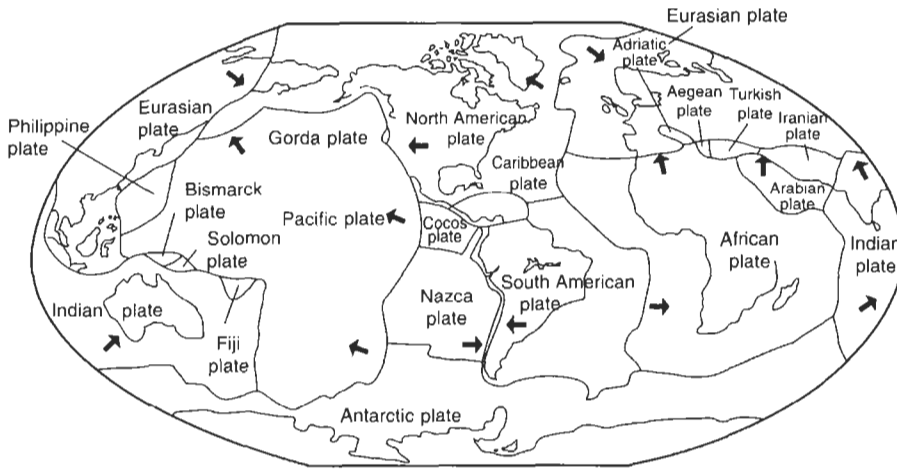 Eurasian plate
Adriatic
plate
Aegean
plate
Turkish
plate
Iranian
plate
Eurasian
plate
Philippine
plate
Gorda plate
North American
plate
Caribbean
plate
Bismarck
plate
Arabian
plate
Pacific plate
Cocos
plate
Solomon
plate
African
plate
Indian
plate
South American
plate
Nazca
plate
Indian plate
Fiji
plate
Antarctic plate